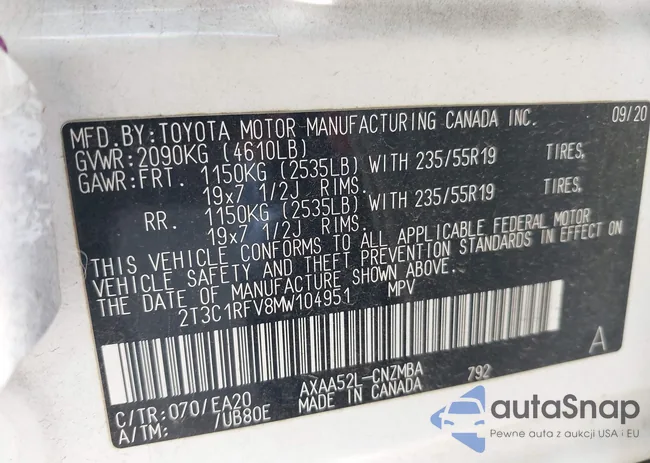 MFD. BY: TOYOTA MOTOR MANUFACTURING CANADA INC. 09/20
GVWR: 2090KG (4610LB)
GAWR: FRT. 1150KG (2535LB) WITH 235/55R19 TIRES,
19x7 1/2J RIMS.
RR. 1150KG (2535LB) WITH 235/55R19 TIRES,
19x7 1/2J RIMS.
THIS VEHICLE CONFORMS TO ALL APPLICABLE FEDERAL MOTOR
VEHICLE SAFETY AND THEFT PREVENTION STANDARDS IN EFFECT ON
THE DATE OF MANUFACTURE SHOWN ABOVE.
2T3C1RFV8MW104951 MPV
A
C/TR: 070/EA20 AXAA52L-CNZMBA 792
A/TM: /UB80E MADE IN CANADA
autaSnap
Pewne auta z aukcji USA i EU